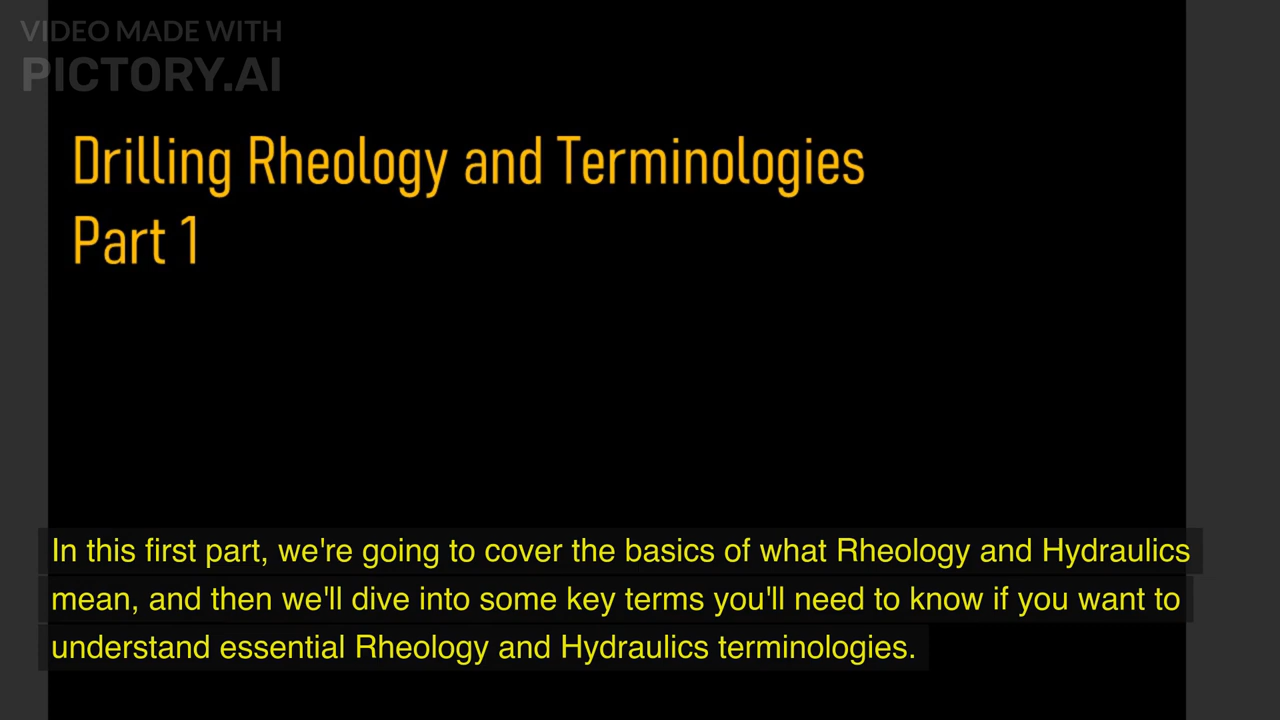 VIDEO MADE WITH
PICTORY.AI
Drilling Rheology and Terminologies
Part 1
In this first part, we're going to cover the basics of what Rheology and Hydraulics
mean, and then we'll dive into some key terms you'll need to know if you want to
understand essential Rheology and Hydraulics terminologies.